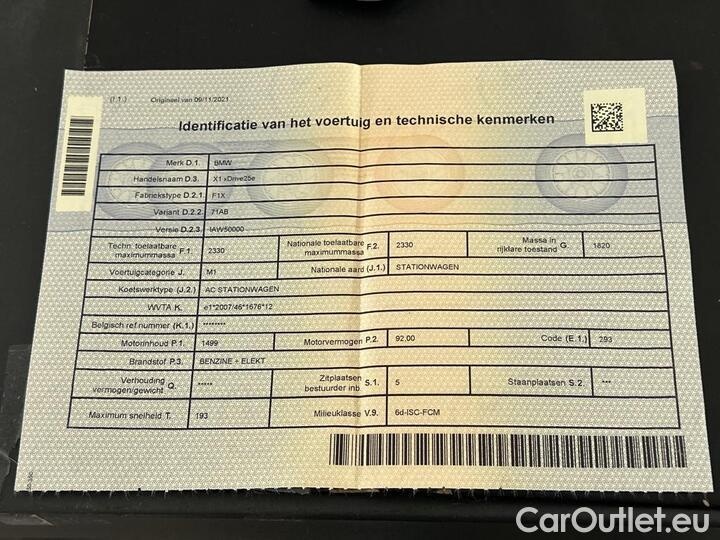 (I.1.) Origineel van 09/11/2021
Identificatie van het voertuig en technische kenmerken
Merk D.1. BMW
Handelsnaam D.3. X1 xDrive25e
Fabriekstype D.2.1. F1X
Variant D.2.2. 71AB
Versie D.2.3. IAW50000
Techn. toelaatbare maximummassa F.1. 2330 Nationale toelaatbare maximummassa F.2. 2330 Massa in rijklare toestand G. 1820
Voertuigcategorie J. M1 Nationale aard (J.1.) STATIONWAGEN
Koetswerktype (J.2.) AC STATIONWAGEN
WVTA K. e1*2007/46*1676*12
Belgisch ref nummer (K.1.) ********
Motorinhoud P.1. 1499 Motorvermogen P.2. 92,00 Code (E.1.) 293
Brandstof P.3. BENZINE + ELEKT
Verhouding vermogen/gewicht Q. ***** Zitplaatsen bestuurder inb. S.1. 5 Staanplaatsen S.2. ***
Maximum snelheid T. 193 Milieuklasse V.9. 6d-ISC-FCM
CarOutlet.eu